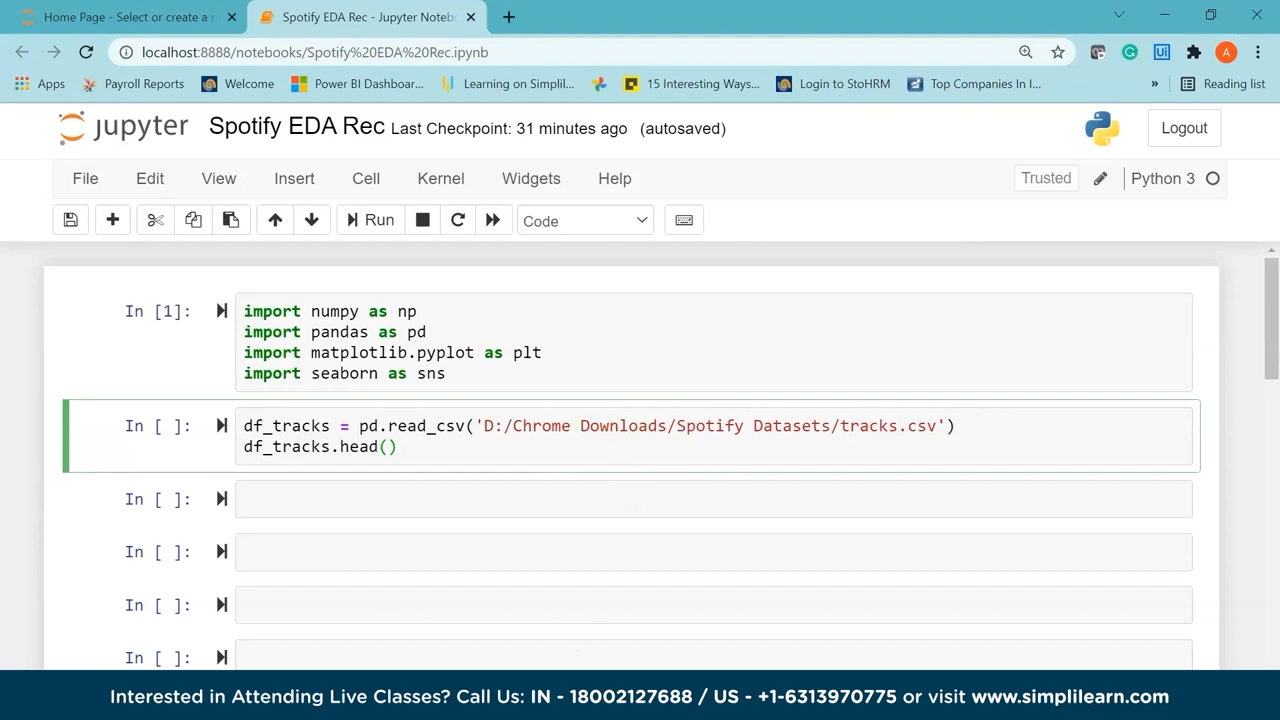 Home Page - Select or create a n
Spotify EDA Rec - Jupyter Noteb
localhost:8888/notebooks/Spotify%20EDA%20Rec.ipynb
A
Apps
Payroll Reports
Welcome
Power BI Dashboar...
Learning on Simplil...
15 Interesting Ways...
Login to StoHRM
Top Companies In I...
»
Reading list
jupyter Spotify EDA Rec Last Checkpoint: 31 minutes ago (autosaved)
Logout
File Edit View Insert Cell Kernel Widgets Help
Trusted
Python 3
Run
Code
In [1]:
import numpy as np
import pandas as pd
import matplotlib.pyplot as plt
import seaborn as sns
In [ ]:
df_tracks = pd.read_csv('D:/Chrome Downloads/Spotify Datasets/tracks.csv')
df_tracks.head()
In [ ]:
In [ ]:
In [ ]:
In [ ]:
Interested in Attending Live Classes? Call Us: IN - 18002127688 / US - +1-6313970775 or visit www.simplilearn.com